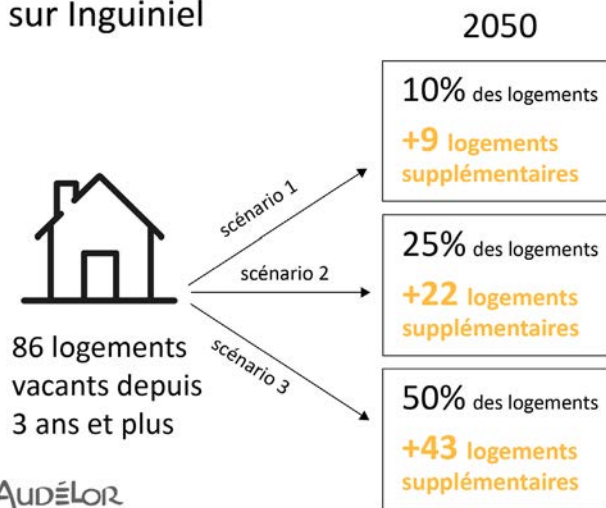 sur Inguiniel
2050
10% des logements
+9 logements
supplémentaires
scénario 1
25% des logements
+22 logements
supplémentaires
scénario 2
86 logements
vacants depuis
3 ans et plus
scénario 3
50% des logements
+43 logements
supplémentaires
AUDÉLOR